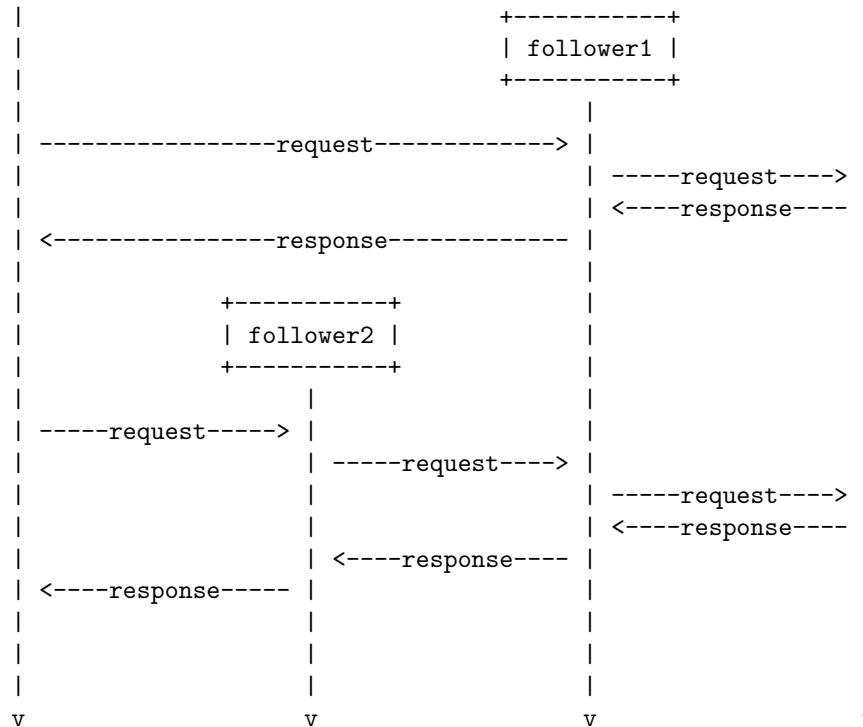 follower1
request
request
response
response
follower2
request
request
request
response
response
response
v v v